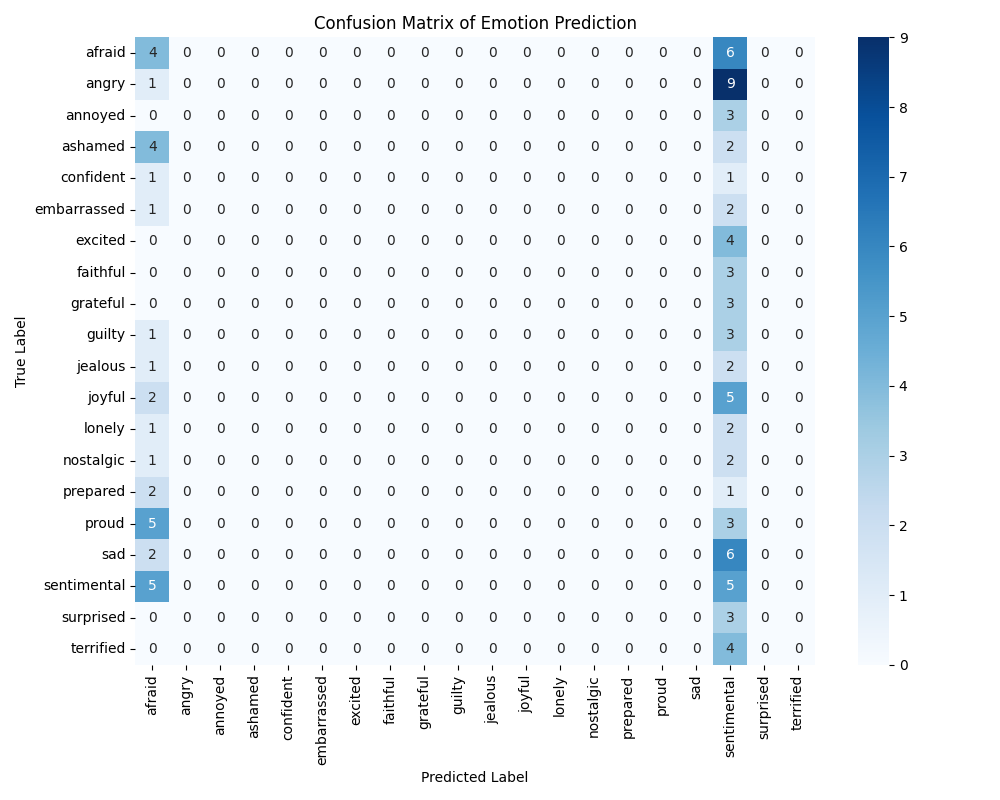 Confusion Matrix of Emotion Prediction
True Label
afraid 4 0 0 0 0 0 0 0 0 0 0 0 0 0 0 0 0 6 0 0
angry 1 0 0 0 0 0 0 0 0 0 0 0 0 0 0 0 0 9 0 0
annoyed 0 0 0 0 0 0 0 0 0 0 0 0 0 0 0 0 0 3 0 0
ashamed 4 0 0 0 0 0 0 0 0 0 0 0 0 0 0 0 0 2 0 0
confident 1 0 0 0 0 0 0 0 0 0 0 0 0 0 0 0 0 1 0 0
embarrassed 1 0 0 0 0 0 0 0 0 0 0 0 0 0 0 0 0 2 0 0
excited 0 0 0 0 0 0 0 0 0 0 0 0 0 0 0 0 0 4 0 0
faithful 0 0 0 0 0 0 0 0 0 0 0 0 0 0 0 0 0 3 0 0
grateful 0 0 0 0 0 0 0 0 0 0 0 0 0 0 0 0 0 3 0 0
guilty 1 0 0 0 0 0 0 0 0 0 0 0 0 0 0 0 0 3 0 0
jealous 1 0 0 0 0 0 0 0 0 0 0 0 0 0 0 0 0 2 0 0
joyful 2 0 0 0 0 0 0 0 0 0 0 0 0 0 0 0 0 5 0 0
lonely 1 0 0 0 0 0 0 0 0 0 0 0 0 0 0 0 0 2 0 0
nostalgic 1 0 0 0 0 0 0 0 0 0 0 0 0 0 0 0 0 2 0 0
prepared 2 0 0 0 0 0 0 0 0 0 0 0 0 0 0 0 0 1 0 0
proud 5 0 0 0 0 0 0 0 0 0 0 0 0 0 0 0 0 3 0 0
sad 2 0 0 0 0 0 0 0 0 0 0 0 0 0 0 0 0 6 0 0
sentimental 5 0 0 0 0 0 0 0 0 0 0 0 0 0 0 0 0 5 0 0
surprised 0 0 0 0 0 0 0 0 0 0 0 0 0 0 0 0 0 3 0 0
terrified 0 0 0 0 0 0 0 0 0 0 0 0 0 0 0 0 0 4 0 0
afraid
angry
annoyed
ashamed
confident
embarrassed
excited
faithful
grateful
guilty
jealous
joyful
lonely
nostalgic
prepared
proud
sad
sentimental
surprised
terrified
Predicted Label
9
8
7
6
5
4
3
2
1
0